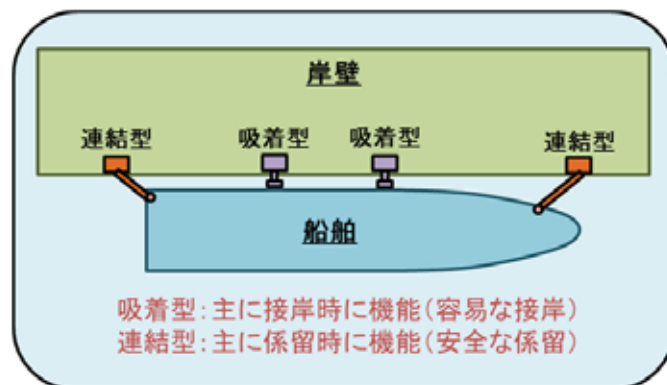 岸壁
連結型 吸着型 吸着型 連結型
船舶
吸着型：主に接岸時に機能（容易な接岸）
連結型：主に係留時に機能（安全な係留）